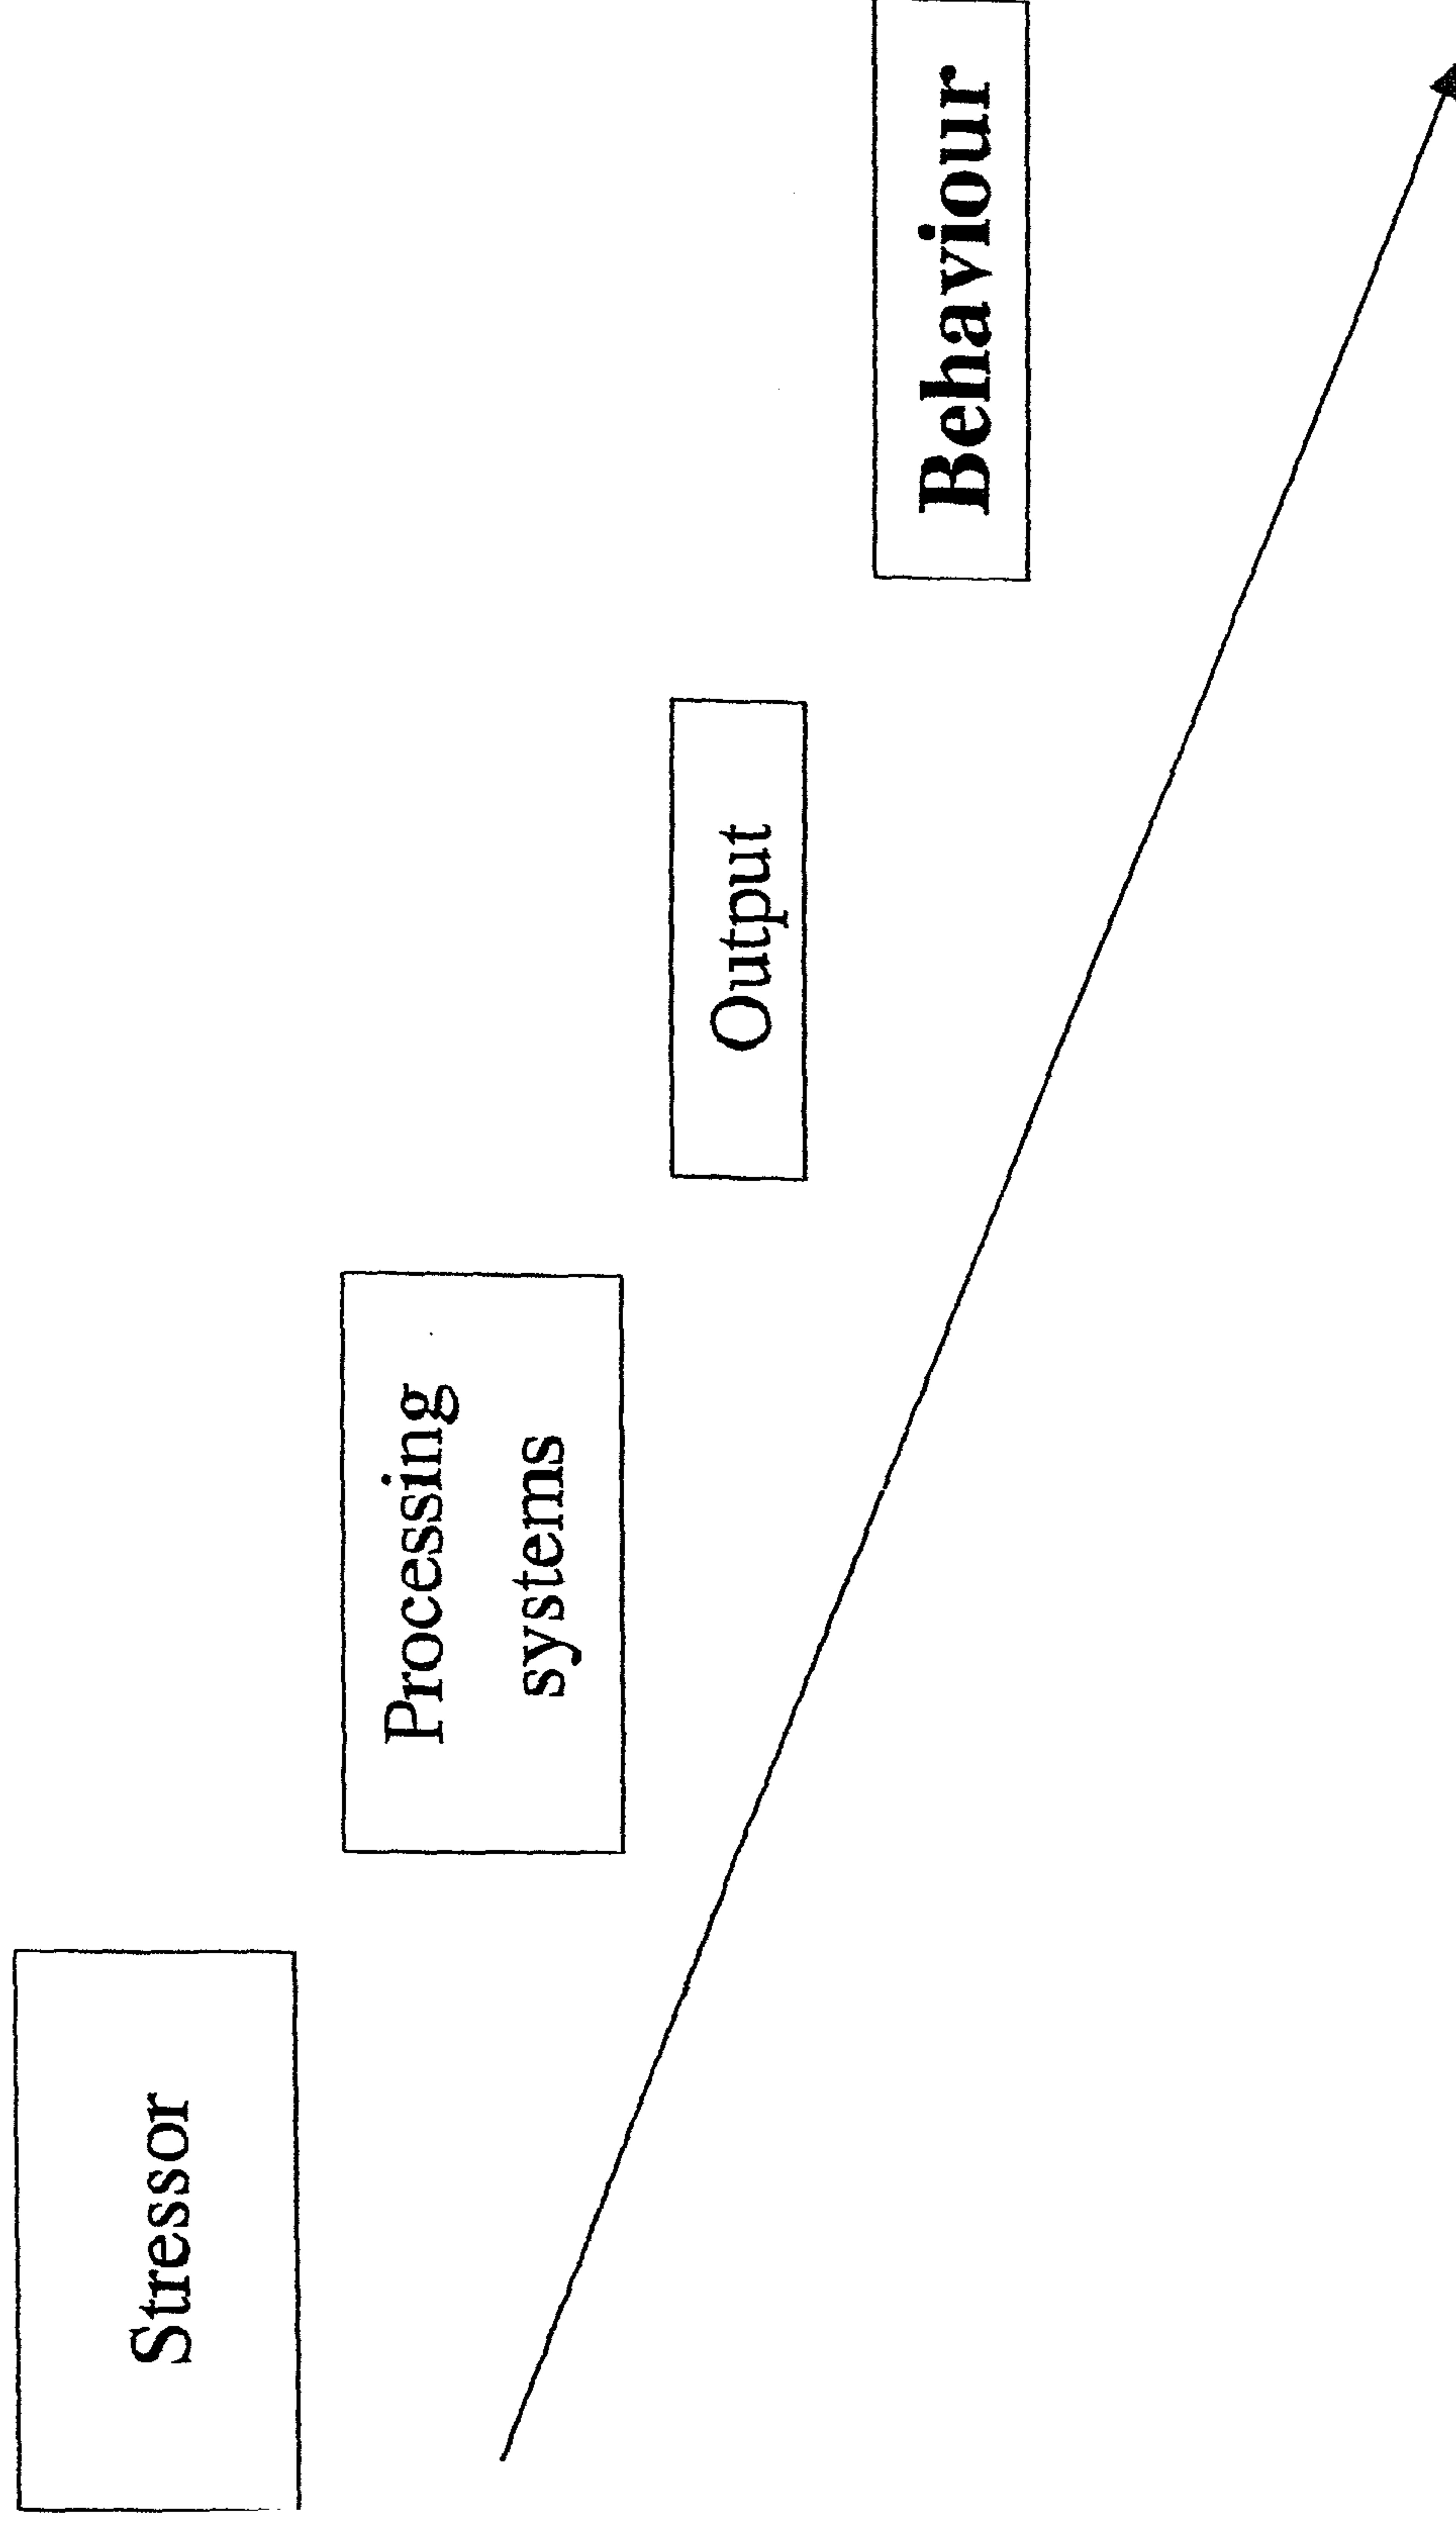 Stressor
Processing
systems
Output
Behaviour